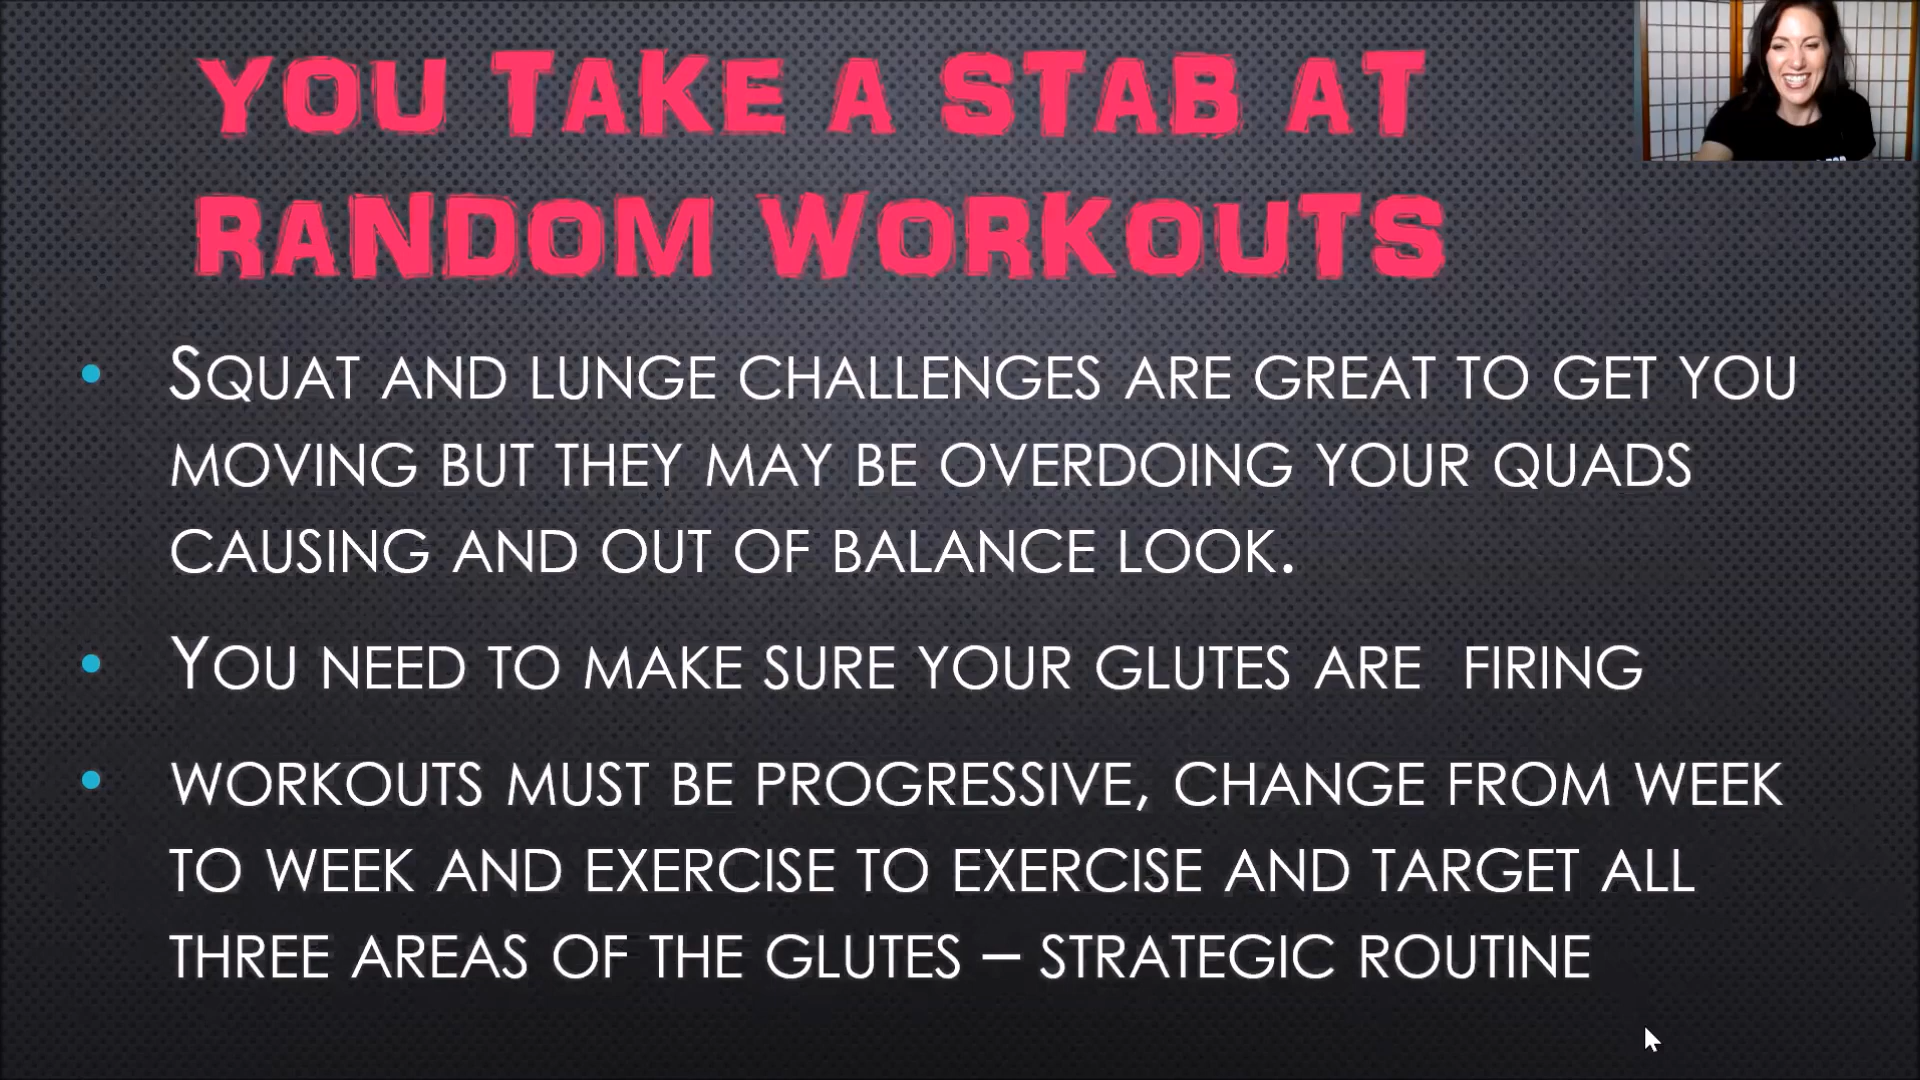 YOU TAKE A STAB AT
RANDOM WORKOUTS
• SQUAT AND LUNGE CHALLENGES ARE GREAT TO GET YOU
MOVING BUT THEY MAY BE OVERDOING YOUR QUADS
CAUSING AND OUT OF BALANCE LOOK.
• YOU NEED TO MAKE SURE YOUR GLUTES ARE  FIRING
• WORKOUTS MUST BE PROGRESSIVE, CHANGE FROM WEEK
TO WEEK AND EXERCISE TO EXERCISE AND TARGET ALL
THREE AREAS OF THE GLUTES – STRATEGIC ROUTINE